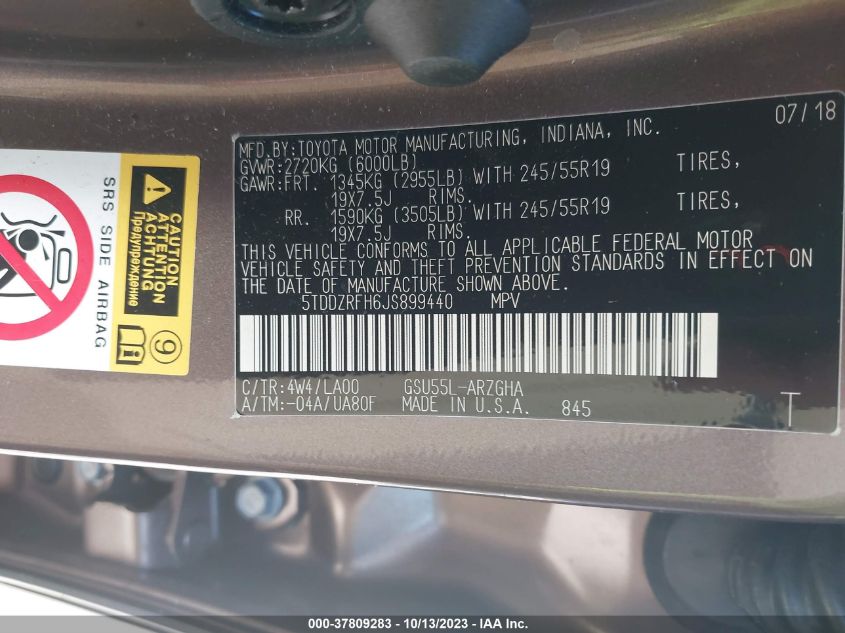 SRS SIDE AIRBAG
CAUTION
ATTENTION
ACHTUNG
Предупреждение
9
07/18
MFD.BY:TOYOTA MOTOR MANUFACTURING, INDIANA, INC.
GVWR:2720KG (6000LB)
GAWR:FRT. 1345KG (2955LB) WITH 245/55R19 TIRES,
19X7.5J RIMS.
RR. 1590KG (3505LB) WITH 245/55R19 TIRES,
19X7.5J RIMS.
THIS VEHICLE CONFORMS TO ALL APPLICABLE FEDERAL MOTOR
VEHICLE SAFETY AND THEFT PREVENTION STANDARDS IN EFFECT ON
THE DATE OF MANUFACTURE SHOWN ABOVE.
5TDDZRFH6JS899440 MPV
C/TR:4W4/LA00 GSU55L-ARZGHA
A/TM:-04A/UA80F MADE IN U.S.A. 845 T
000-37809283 - 10/13/2023 - IAA Inc.